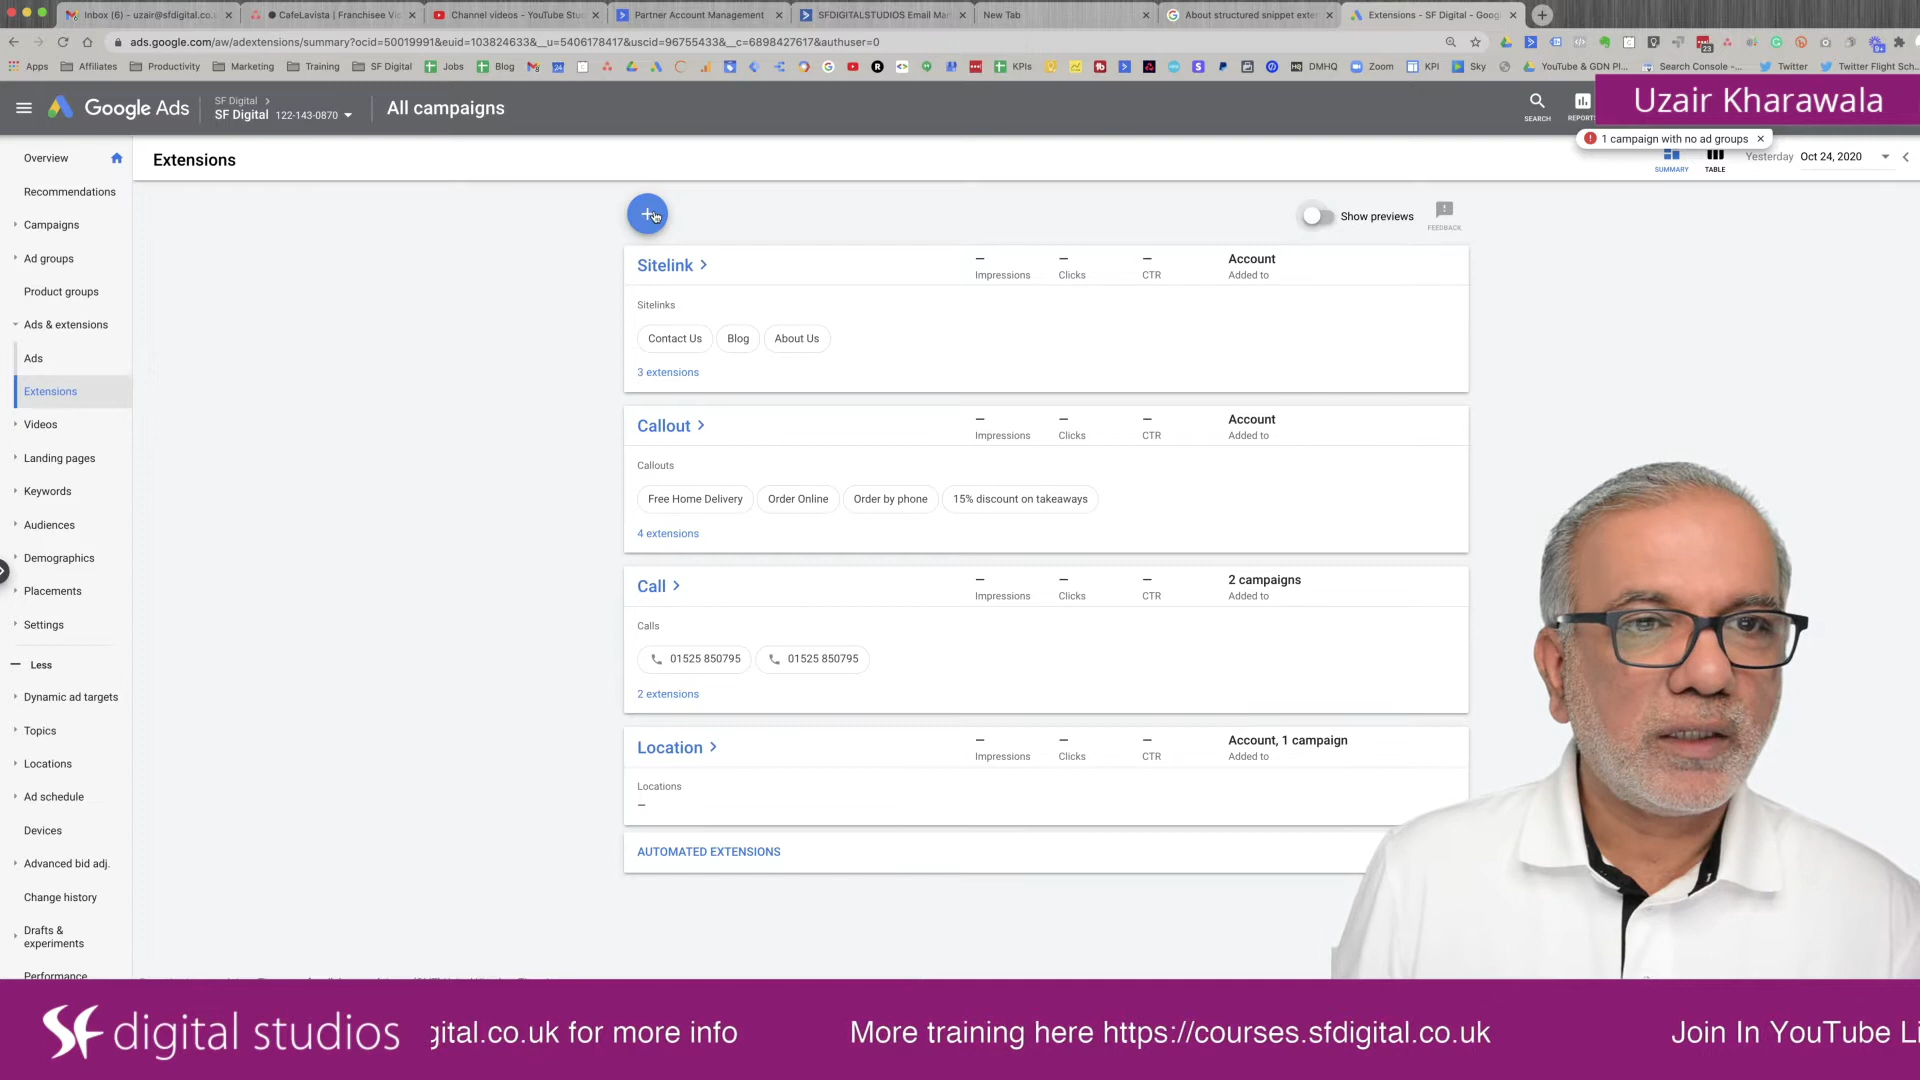 Inbox (6) - uzair@sfdigital.co.u
CafeLavista | Franchisee Vi
Channel videos - YouTube Stu
Partner Account Management
SFDIGITALSTUDIOS Email Ma
New Tab
About structured snippet exte
Extensions - SF Digital - Goog
ads.google.com/aw/adextensions/summary?ocid=50019991&euid=103824633&__u=5406178417&uscid=96755433&__c=6898427617&authuser=0
Apps
Affiliates
Productivity
Marketing
Training
SF Digital
Jobs
Blog
KPIs
DMHQ
Zoom
KPI
Sky
YouTube & GDN Pl...
Search Console -...
Twitter
Twitter Flight Sch...
Google Ads
SF Digital
SF Digital 122-143-0870
All campaigns
SEARCH
REPORT
Uzair Kharawala
1 campaign with no ad groups
Extensions
SUMMARY
TABLE
Yesterday Oct 24, 2020
Overview
Recommendations
Campaigns
Ad groups
Product groups
Ads & extensions
Ads
Extensions
Videos
Landing pages
Keywords
Audiences
Demographics
Placements
Settings
Less
Dynamic ad targets
Topics
Locations
Ad schedule
Devices
Advanced bid adj.
Change history
Drafts &
experiments
Performance
Show previews
FEEDBACK
Sitelink
–
Impressions
–
Clicks
–
CTR
Account
Added to
Sitelinks
Contact Us
Blog
About Us
3 extensions
Callout
–
Impressions
–
Clicks
–
CTR
Account
Added to
Callouts
Free Home Delivery
Order Online
Order by phone
15% discount on takeaways
4 extensions
Call
–
Impressions
–
Clicks
–
CTR
2 campaigns
Added to
Calls
01525 850795
01525 850795
2 extensions
Location
–
Impressions
–
Clicks
–
CTR
Account, 1 campaign
Added to
Locations
–
AUTOMATED EXTENSIONS
SF digital studios
gital.co.uk for more info
More training here https://courses.sfdigital.co.uk
Join In YouTube Li